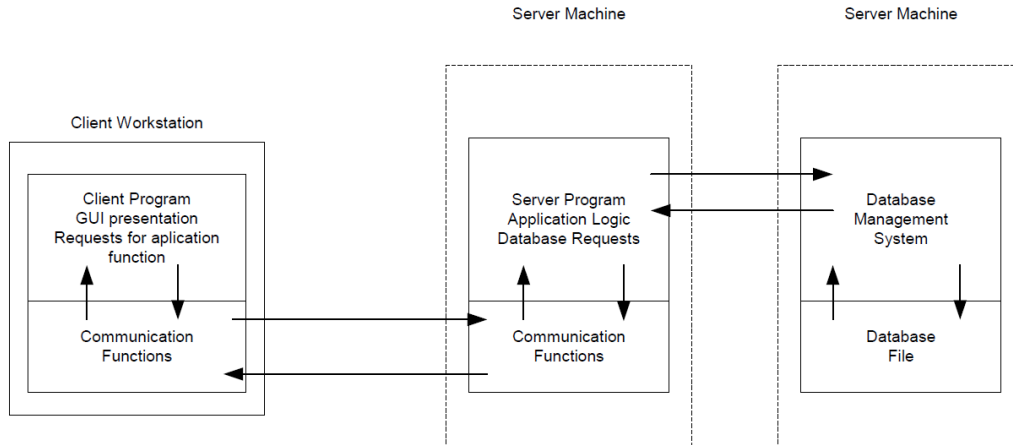 Server Machine
Server Machine
Client Workstation
Client Program
GUI presentation
Requests for aplication
function
Communication
Functions
Server Program
Application Logic
Database Requests
Communication
Functions
Database
Management
System
Database
File